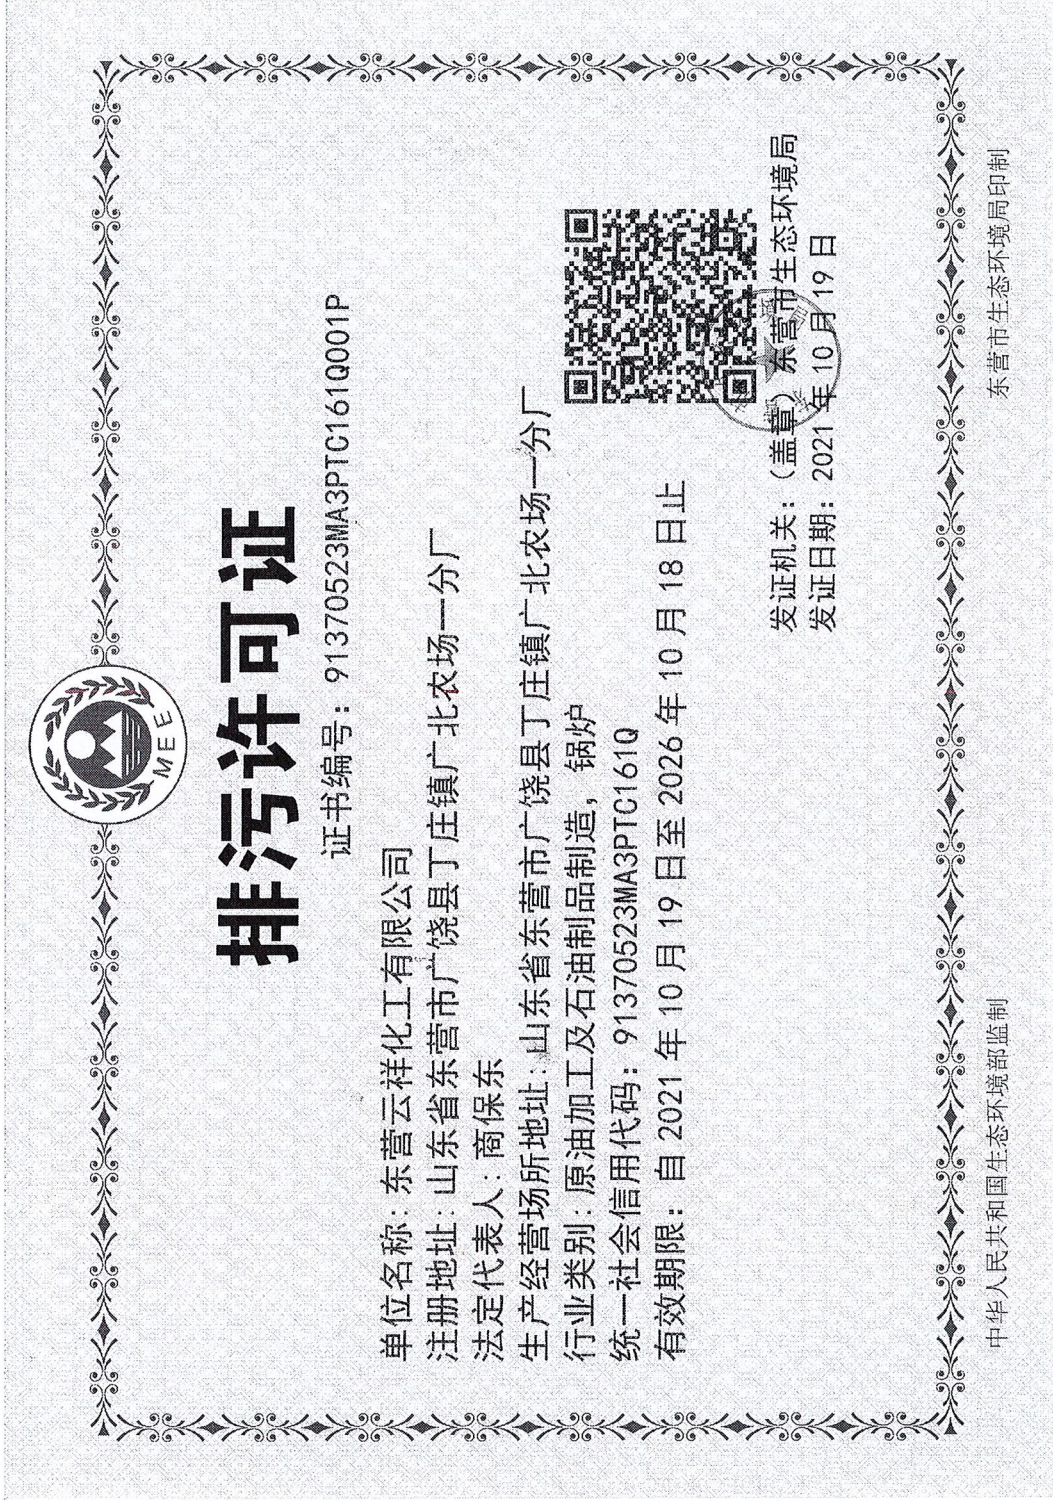 MEE
排污许可证
证书编号：91370523MA3PTC161Q001P
单位名称：东营云祥化工有限公司
注册地址：山东省东营市广饶县丁庄镇广北农场一分厂
法定代表人：商保东
生产经营场所地址：山东省东营市广饶县丁庄镇广北农场一分厂
行业类别：原油加工及石油制品制造，锅炉
统一社会信用代码：91370523MA3PTC161Q
有效期限：自2021年10月19日至2026年10月18日止
发证机关：（盖章）东营市生态环境局
发证日期：2021年10月19日
中华人民共和国生态环境部监制
东营市生态环境局印制